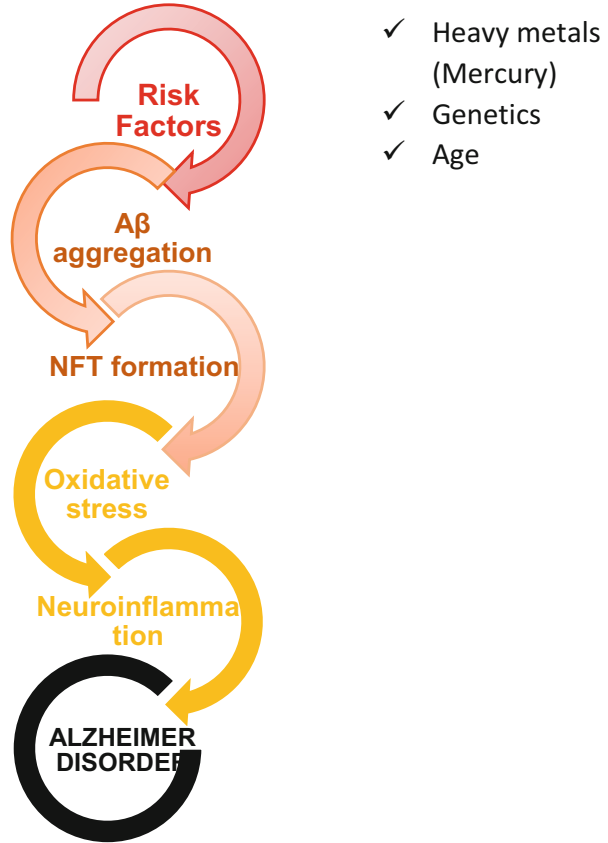 Risk
Factors
✓ Heavy metals
(Mercury)
✓ Genetics
✓ Age
Aβ
aggregation
NFT formation
Oxidative
stress
Neuroinflamma
tion
ALZHEIMER
DISORDER